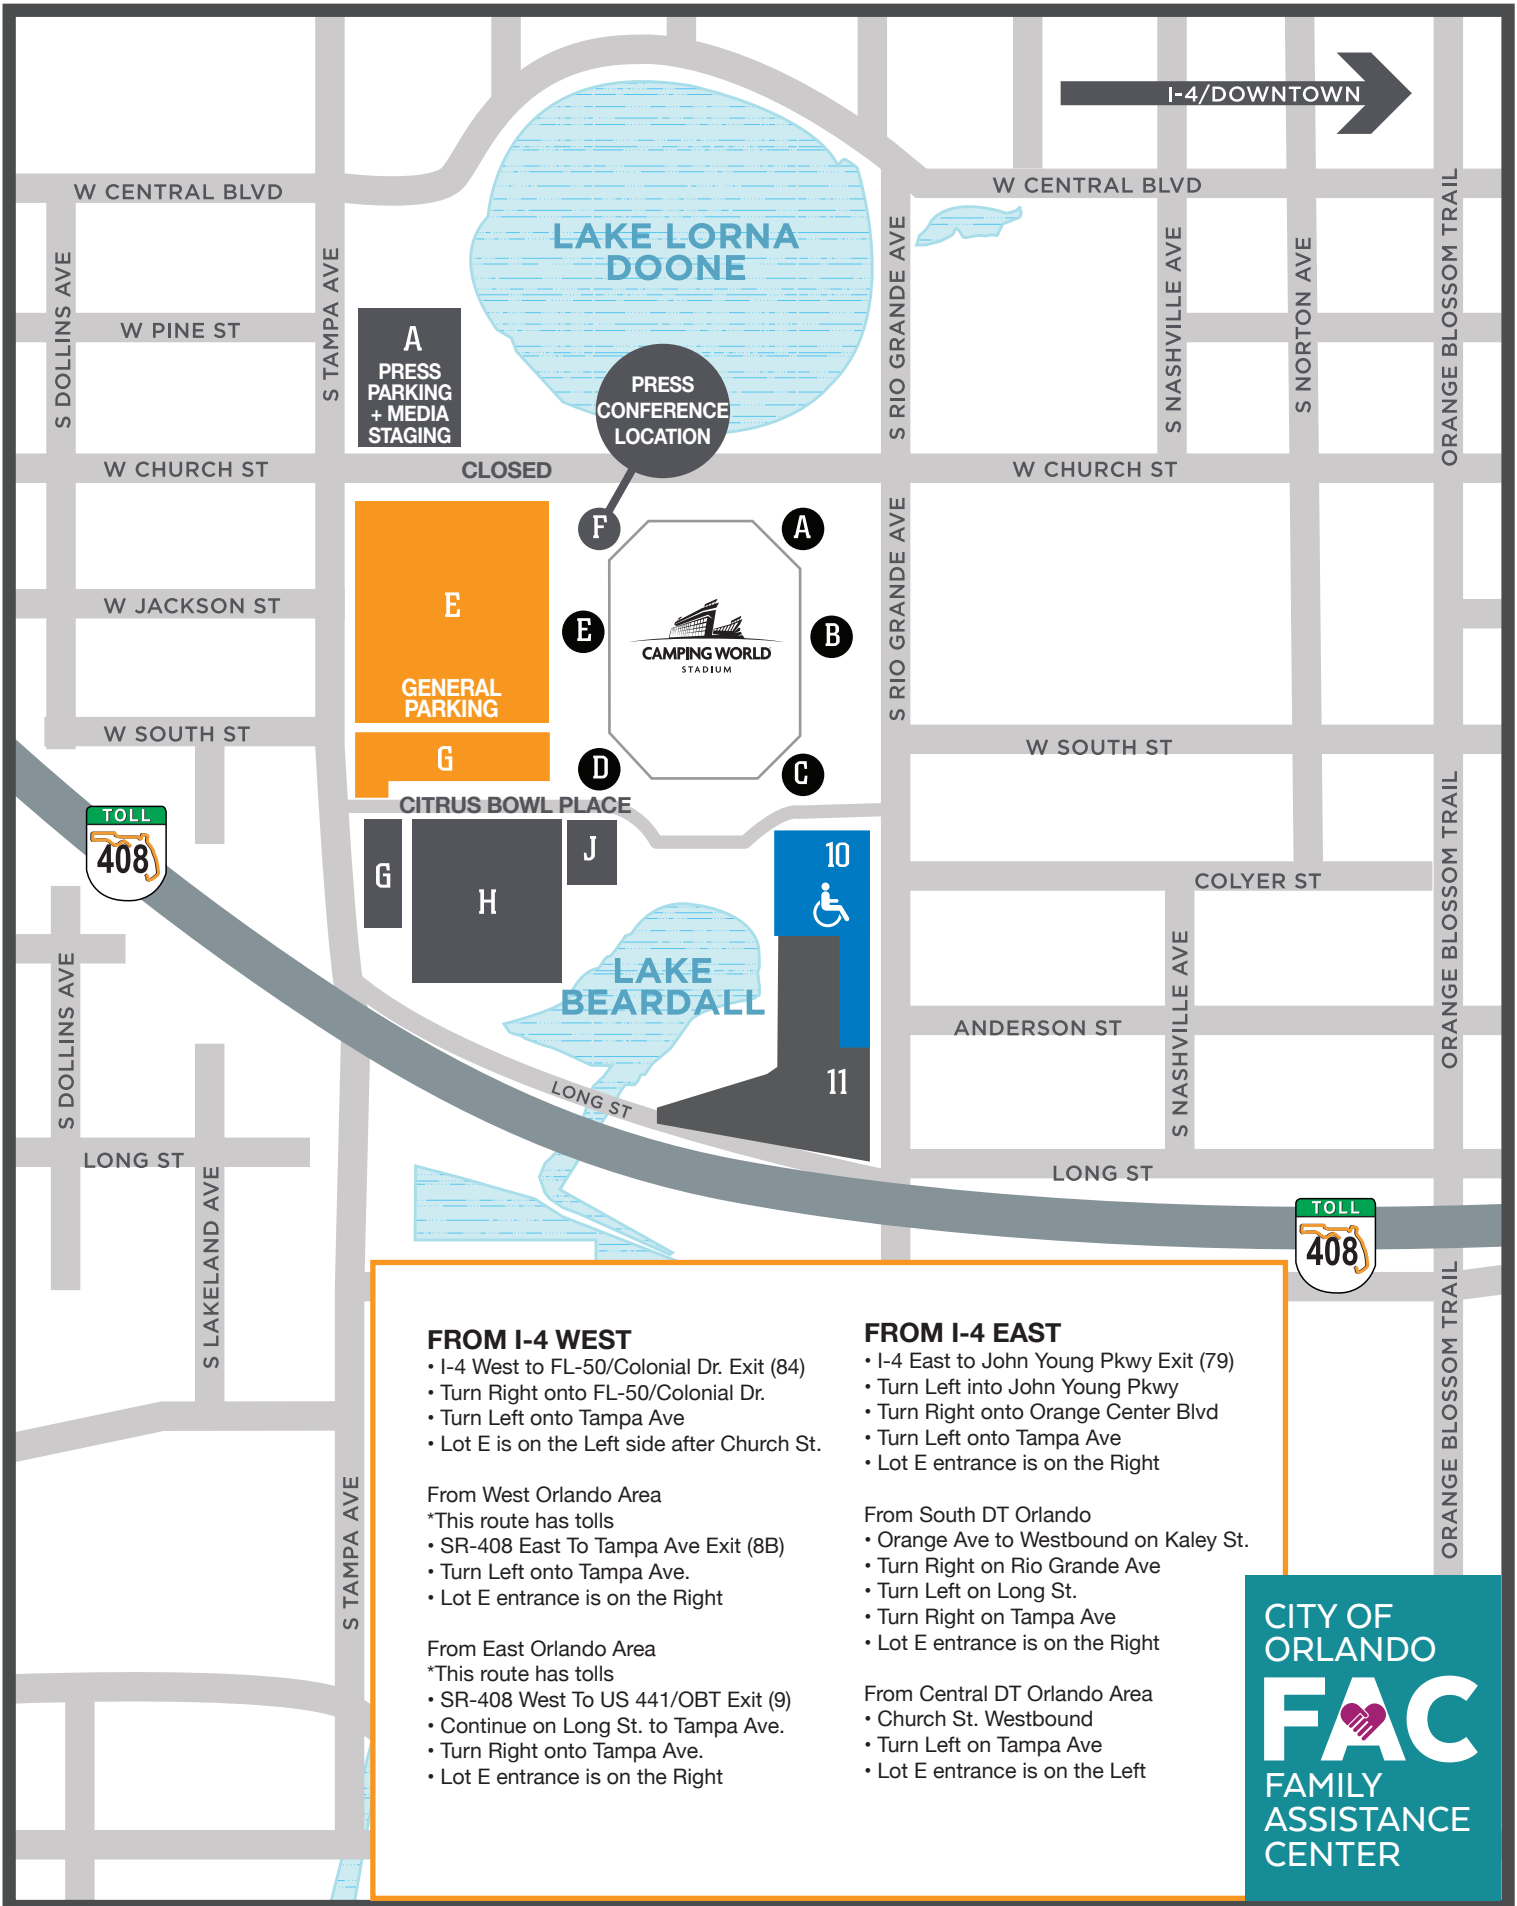 I-4/DOWNTOWN
W CENTRAL BLVD
W CENTRAL BLVD
S DOLLINS AVE
S TAMPA AVE
LAKE LORNA
DOONE
S RIO GRANDE AVE
S NASHVILLE AVE
S NORTON AVE
ORANGE BLOSSOM TRAIL
W PINE ST
A
PRESS
PARKING
+ MEDIA
STAGING
PRESS
CONFERENCE
LOCATION
W CHURCH ST
CLOSED
W CHURCH ST
F
A
S RIO GRANDE AVE
W JACKSON ST
E
GENERAL
PARKING
E
CAMPING WORLD
STADIUM
B
W SOUTH ST
G
D
C
W SOUTH ST
CITRUS BOWL PLACE
TOLL
408
G
H
J
10
COLYER ST
ORANGE BLOSSOM TRAIL
S DOLLINS AVE
LAKE
BEARDALL
ANDERSON ST
S NASHVILLE AVE
11
LONG ST
LONG ST
LONG ST
S LAKELAND AVE
TOLL
408
ORANGE BLOSSOM TRAIL
S TAMPA AVE
FROM I-4 WEST
• I-4 West to FL-50/Colonial Dr. Exit (84)
• Turn Right onto FL-50/Colonial Dr.
• Turn Left onto Tampa Ave
• Lot E is on the Left side after Church St.
From West Orlando Area
*This route has tolls
• SR-408 East To Tampa Ave Exit (8B)
• Turn Left onto Tampa Ave.
• Lot E entrance is on the Right
From East Orlando Area
*This route has tolls
• SR-408 West To US 441/OBT Exit (9)
• Continue on Long St. to Tampa Ave.
• Turn Right onto Tampa Ave.
• Lot E entrance is on the Right
FROM I-4 EAST
• I-4 East to John Young Pkwy Exit (79)
• Turn Left into John Young Pkwy
• Turn Right onto Orange Center Blvd
• Turn Left onto Tampa Ave
• Lot E entrance is on the Right
From South DT Orlando
• Orange Ave to Westbound on Kaley St.
• Turn Right on Rio Grande Ave
• Turn Left on Long St.
• Turn Right on Tampa Ave
• Lot E entrance is on the Right
From Central DT Orlando Area
• Church St. Westbound
• Turn Left on Tampa Ave
• Lot E entrance is on the Left
CITY OF
ORLANDO
FAC
FAMILY
ASSISTANCE
CENTER